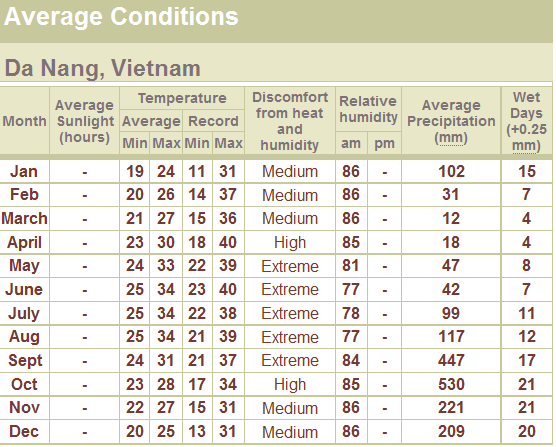 Average Conditions
Da Nang, Vietnam
Month Average Sunlight (hours) Temperature Discomfort from heat and humidity Relative humidity Average Precipitation (mm) Wet Days (+0.25 mm)
Average Record
Min Max Min Max am pm
Jan - 19 24 11 31 Medium 86 - 102 15
Feb - 20 26 14 37 Medium 86 - 31 7
March - 21 27 15 36 Medium 86 - 12 4
April - 23 30 18 40 High 85 - 18 4
May - 24 33 22 39 Extreme 81 - 47 8
June - 25 34 23 40 Extreme 77 - 42 7
July - 25 34 22 38 Extreme 78 - 99 11
Aug - 25 34 21 39 Extreme 77 - 117 12
Sept - 24 31 21 37 Extreme 84 - 447 17
Oct - 23 28 17 34 High 85 - 530 21
Nov - 22 27 15 31 Medium 86 - 221 21
Dec - 20 25 13 31 Medium 86 - 209 20